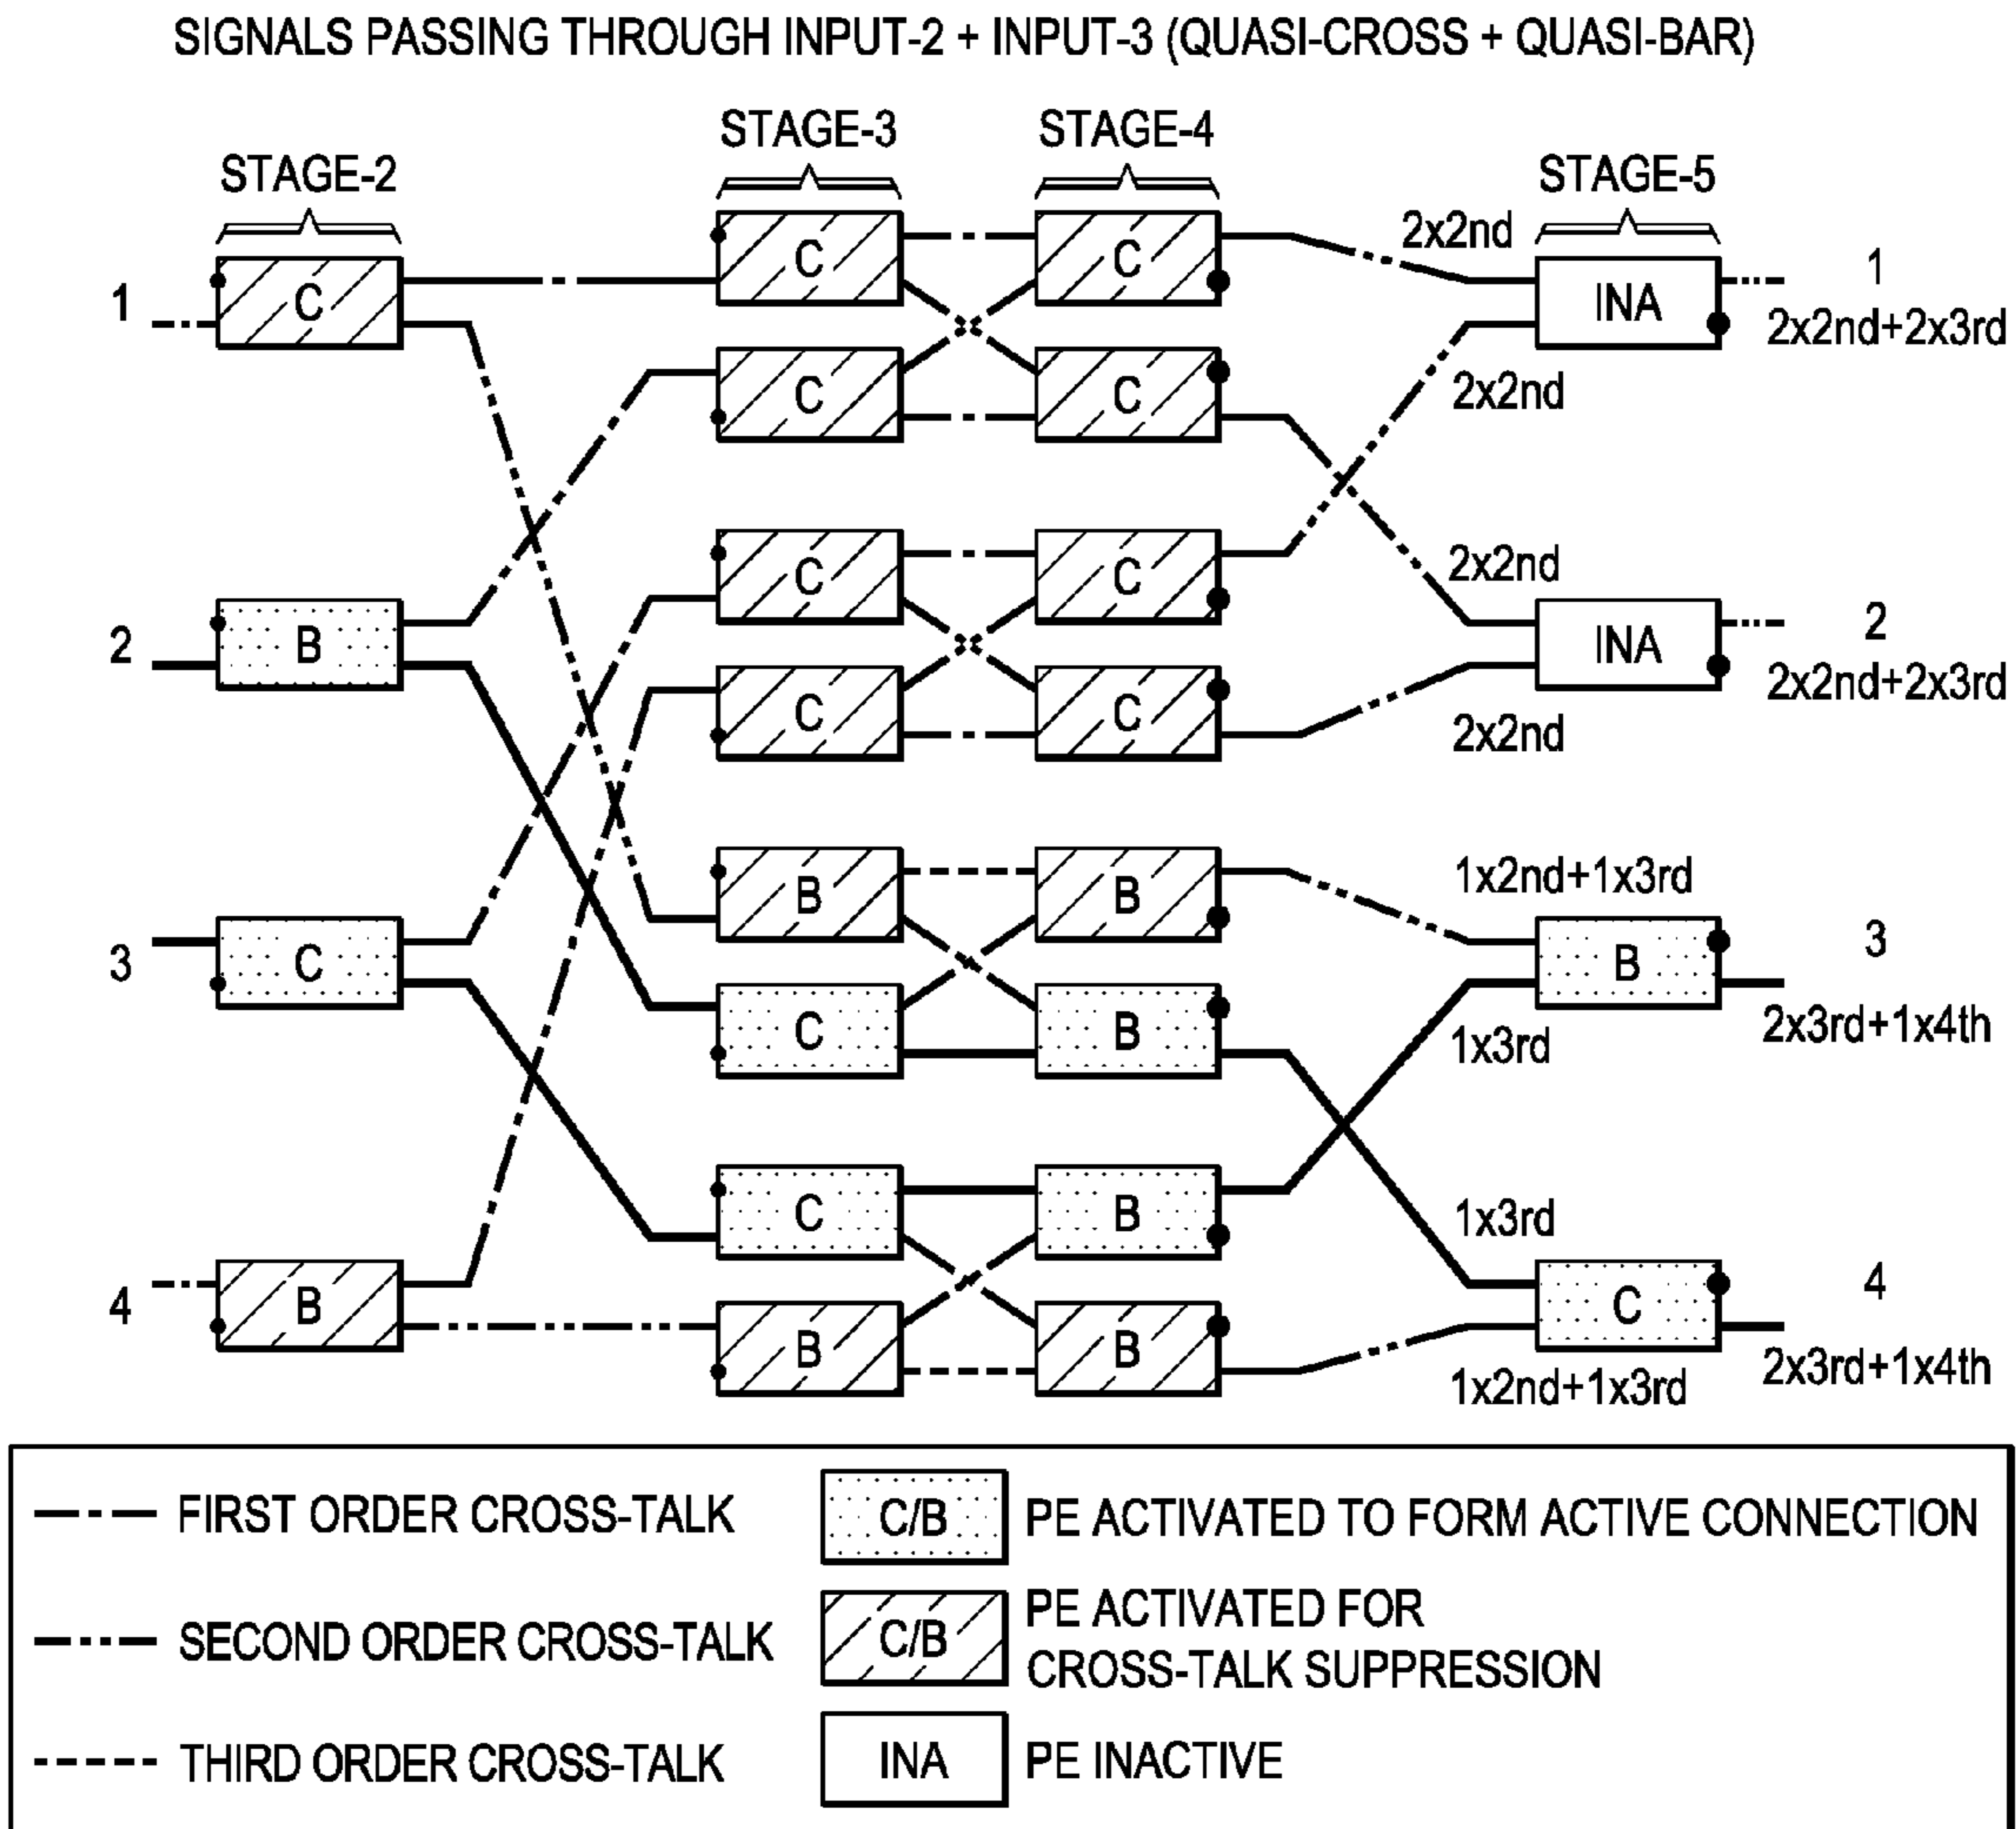 SIGNALS PASSING THROUGH INPUT-2 + INPUT-3 (QUASI-CROSS + QUASI-BAR)
STAGE-2
STAGE-3
STAGE-4
STAGE-5
1
C
C
C
2x2nd
INA
1
2x2nd+2x3rd
C
C
2x2nd
2
B
C
C
2x2nd
INA
2
2x2nd+2x3rd
C
C
2x2nd
3
C
B
B
1x2nd+1x3rd
B
3
2x3rd+1x4th
C
B
1x3rd
4
B
C
B
1x3rd
C
4
2x3rd+1x4th
B
B
1x2nd+1x3rd
FIRST ORDER CROSS-TALK
C/B
PE ACTIVATED TO FORM ACTIVE CONNECTION
SECOND ORDER CROSS-TALK
C/B
PE ACTIVATED FOR
CROSS-TALK SUPPRESSION
THIRD ORDER CROSS-TALK
INA
PE INACTIVE